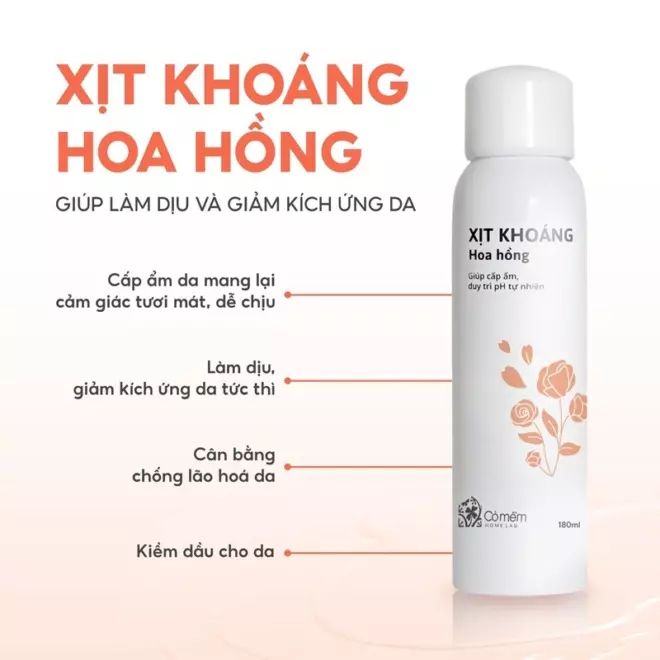 XỊT KHOÁNG
HOA HỒNG
GIÚP LÀM DỊU VÀ GIẢM KÍCH ỨNG DA
Cấp ẩm da mang lại
cảm giác tươi mát, dễ chịu
Làm dịu,
giảm kích ứng da tức thì
Cân bằng
chống lão hoá da
Kiềm dầu cho da
XỊT KHOÁNG
Hoa hồng
Giúp cấp ẩm,
duy trì pH tự nhiên
Cỏ mềm
HOME LAB
180ml